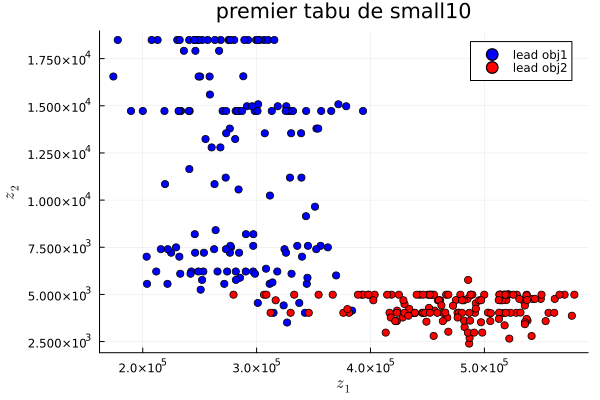 premier tabu de small10
lead obj1
lead obj2
1.750×10⁴
1.500×10⁴
1.250×10⁴
1.000×10⁴
7.500×10³
5.000×10³
2.500×10³
z₂
2.0×10⁵ 3.0×10⁵ 4.0×10⁵ 5.0×10⁵
z₁